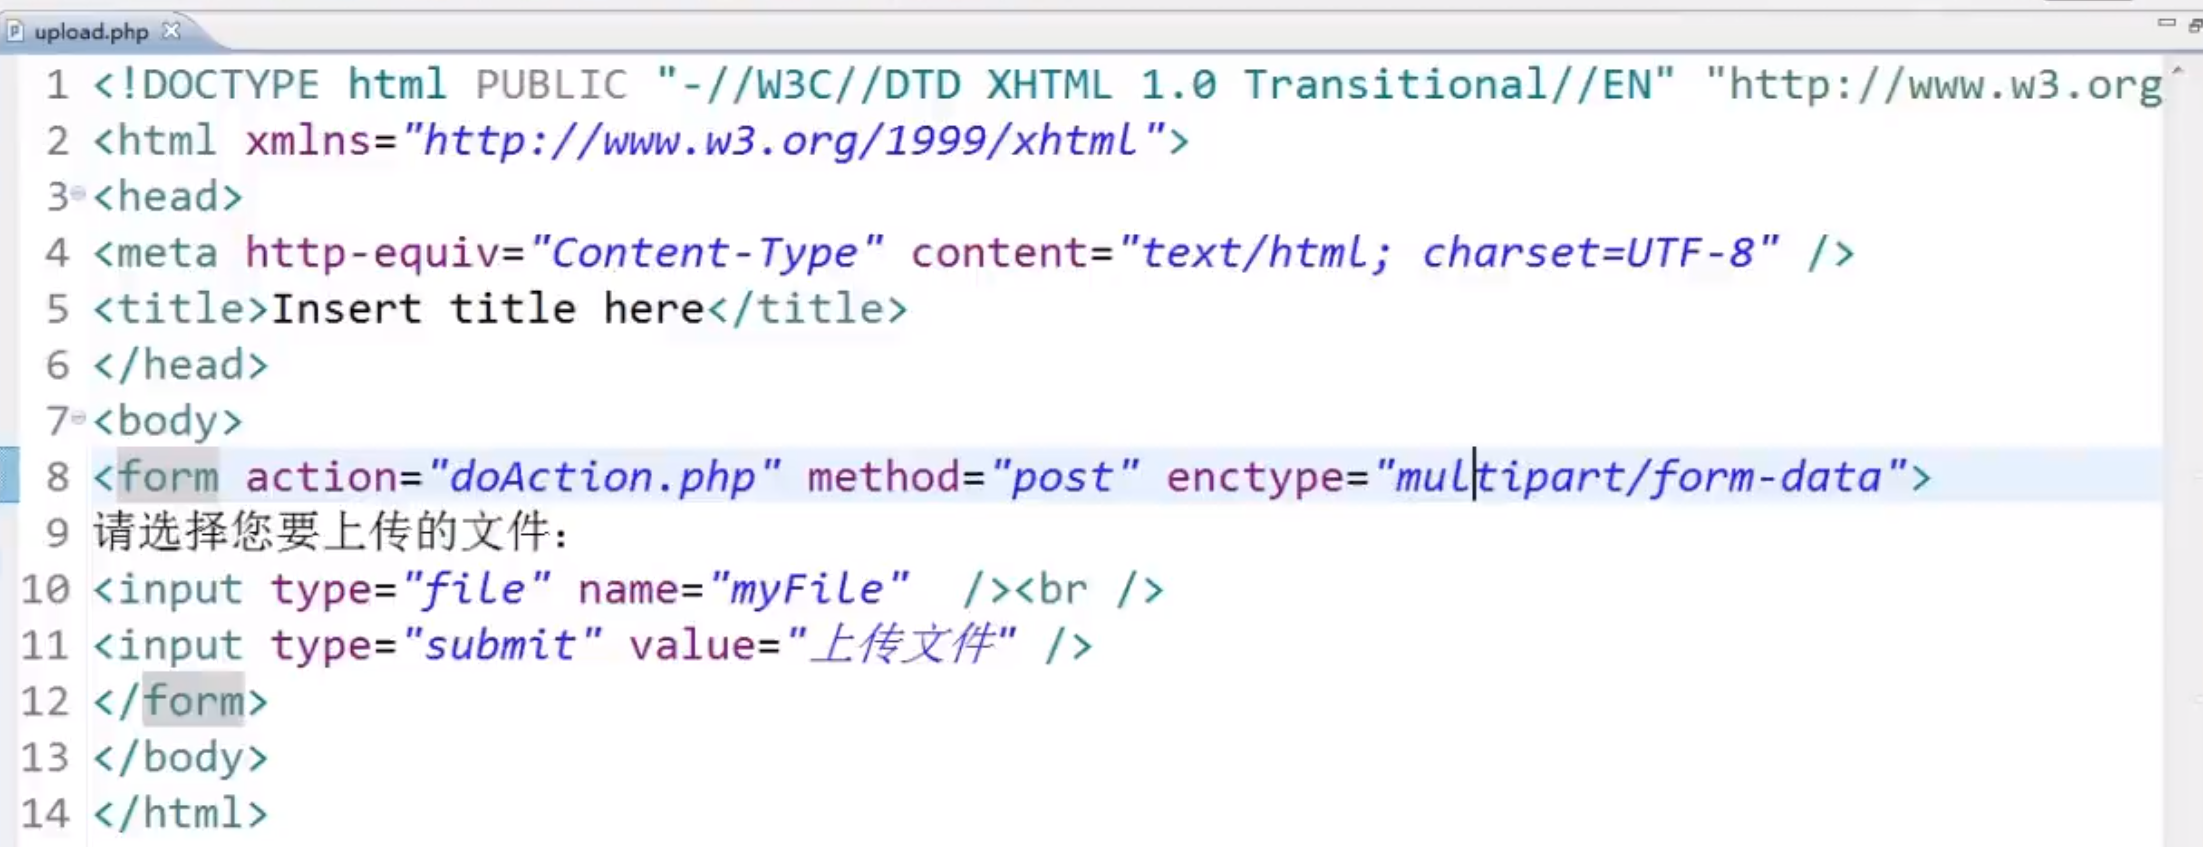 upload.php
1 <!DOCTYPE html PUBLIC "-//W3C//DTD XHTML 1.0 Transitional//EN" "http://www.w3.org
2 <html xmlns="http://www.w3.org/1999/xhtml">
3 <head>
4 <meta http-equiv="Content-Type" content="text/html; charset=UTF-8" />
5 <title>Insert title here</title>
6 </head>
7 <body>
8 <form action="doAction.php" method="post" enctype="multipart/form-data">
9 请选择您要上传的文件：
10 <input type="file" name="myFile"  /><br />
11 <input type="submit" value="上传文件" />
12 </form>
13 </body>
14 </html>